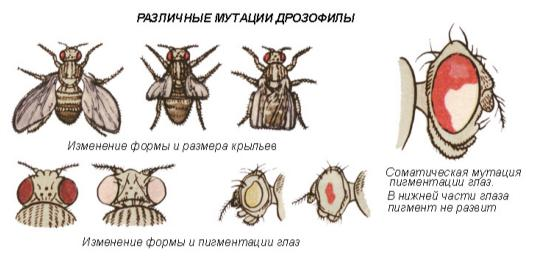 РАЗЛИЧНЫЕ МУТАЦИИ ДРОЗОФИЛЫ
Изменение формы и размера крыльев
Соматическая мутация
пигментации глаз.
В нижней части глаза
пигмент не развит
Изменение формы и пигментации глаз